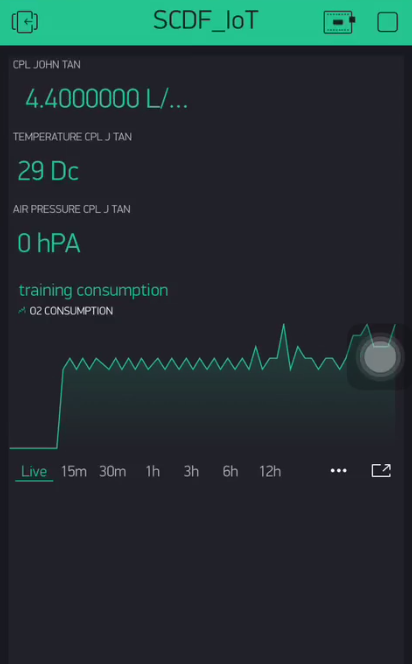 SCDF_IoT
CPL JOHN TAN
4.4000000 L/...
TEMPERATURE CPL J TAN
29 Dc
AIR PRESSURE CPL J TAN
0 hPA
training consumption
O2 CONSUMPTION
Live 15m 30m 1h 3h 6h 12h